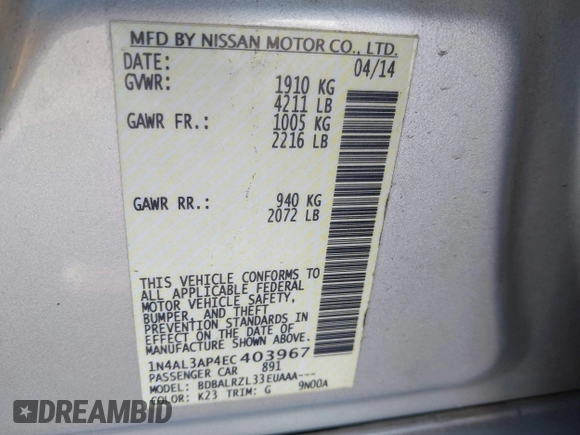 MFD BY NISSAN MOTOR CO., LTD.
DATE: 04/14
GVWR: 1910 KG
4211 LB
GAWR FR.: 1005 KG
2216 LB
GAWR RR.: 940 KG
2072 LB
THIS VEHICLE CONFORMS TO
ALL APPLICABLE FEDERAL
MOTOR VEHICLE SAFETY,
BUMPER, AND THEFT
PREVENTION STANDARDS IN
EFFECT ON THE DATE OF
MANUFACTURE SHOWN ABOVE.
1N4AL3AP4EC403967
PASSENGER CAR 891
MODEL: BDBALRZL33EUAAA---
COLOR: K23 TRIM: G 9N00A
AUTOHELPERBOT.COM